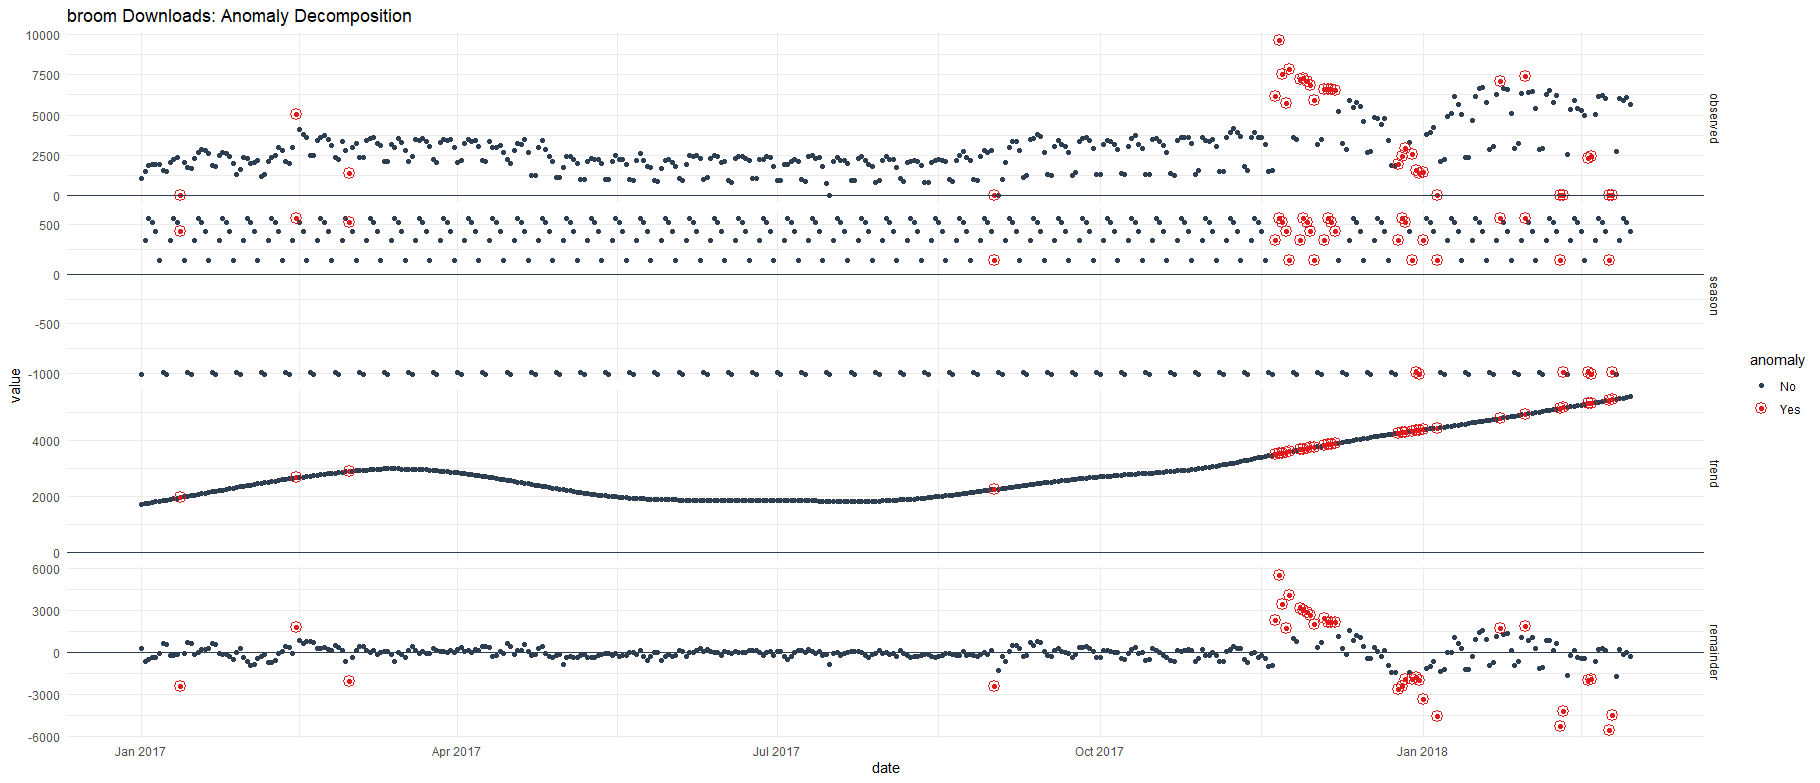 broom Downloads: Anomaly Decomposition
10000
7500
5000
2500
0
observed
500
0
-500
-1000
season
value
4000
2000
0
trend
6000
3000
0
-3000
-6000
remainder
Jan 2017
Apr 2017
Jul 2017
Oct 2017
Jan 2018
date
anomaly
No
Yes